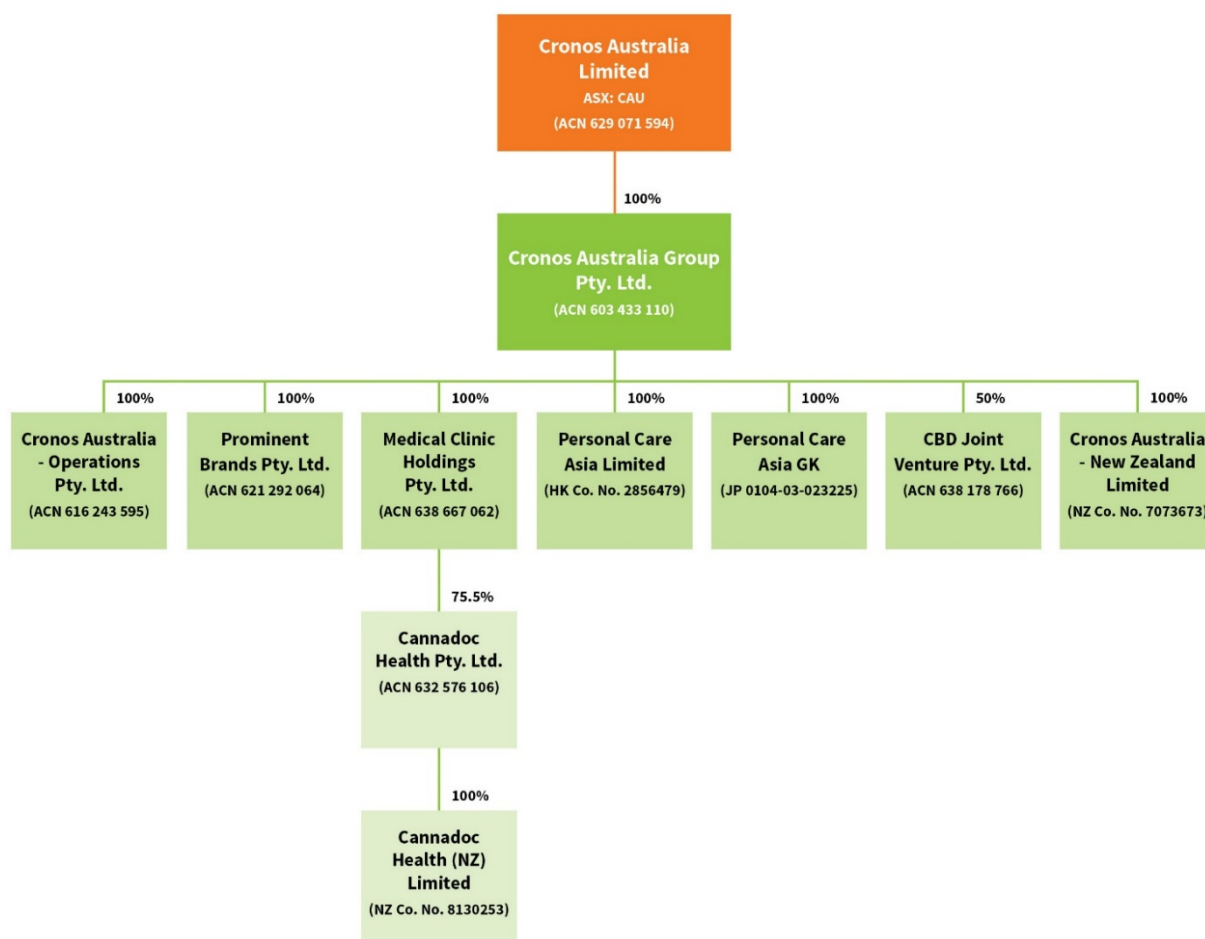 Cronos Australia
Limited
ASX: CAU
(ACN 629 071 594)
100%
Cronos Australia Group
Pty. Ltd.
(ACN 603 433 110)
100%
Cronos Australia
- Operations
Pty. Ltd.
(ACN 616 243 595)
100%
Prominent
Brands Pty. Ltd.
(ACN 621 292 064)
100%
Medical Clinic
Holdings
Pty. Ltd.
(ACN 638 667 062)
100%
Personal Care
Asia Limited
(HK Co. No. 2856479)
100%
Personal Care
Asia GK
(JP 0104-03-023225)
50%
CBD Joint
Venture Pty. Ltd.
(ACN 638 178 766)
100%
Cronos Australia
- New Zealand
Limited
(NZ Co. No. 7073673)
75.5%
Cannadoc
Health Pty. Ltd.
(ACN 632 576 106)
100%
Cannadoc
Health (NZ)
Limited
(NZ Co. No. 8130253)